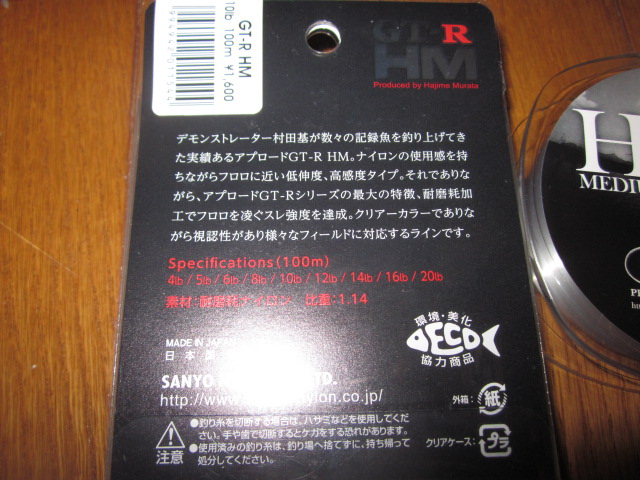 GT-R HM
10lb 100m ¥1,600
GT-R
HM
Produced by Hajime Murata
デモンストレーター村田基が数々の記録魚を釣り上げてき
た実績あるアプロードGT-R HM。ナイロンの使用感を持
ちながらフロロに近い低伸度、高感度タイプ。それでありな
がら、アプロードGT-Rシリーズの最大の特徴、耐磨耗加
工でフロロを凌ぐスレ強度を達成。クリアーカラーでありな
がら視認性があり様々なフィールドに対応するラインです。
Specifications(100m)
4lb / 5lb / 6lb / 8lb / 10lb / 12lb / 14lb / 16lb / 20lb
素材:耐磨耗ナイロン 比重:1.14
MADE IN JAPAN
日本
環境・美化
ECO
協力商品
SANYO LTD.
http://www. on.co.jp/
外箱: 紙
クリアケース: プラ
注意
●釣り糸を切断する場合は、ハサミなどを使用してくだ
さい。手や歯で切断するとケガをする恐れがあります。
●使用済みの釣り糸は、釣り場へ捨てずに、持ち帰って
処分してください。
H
MEDIU